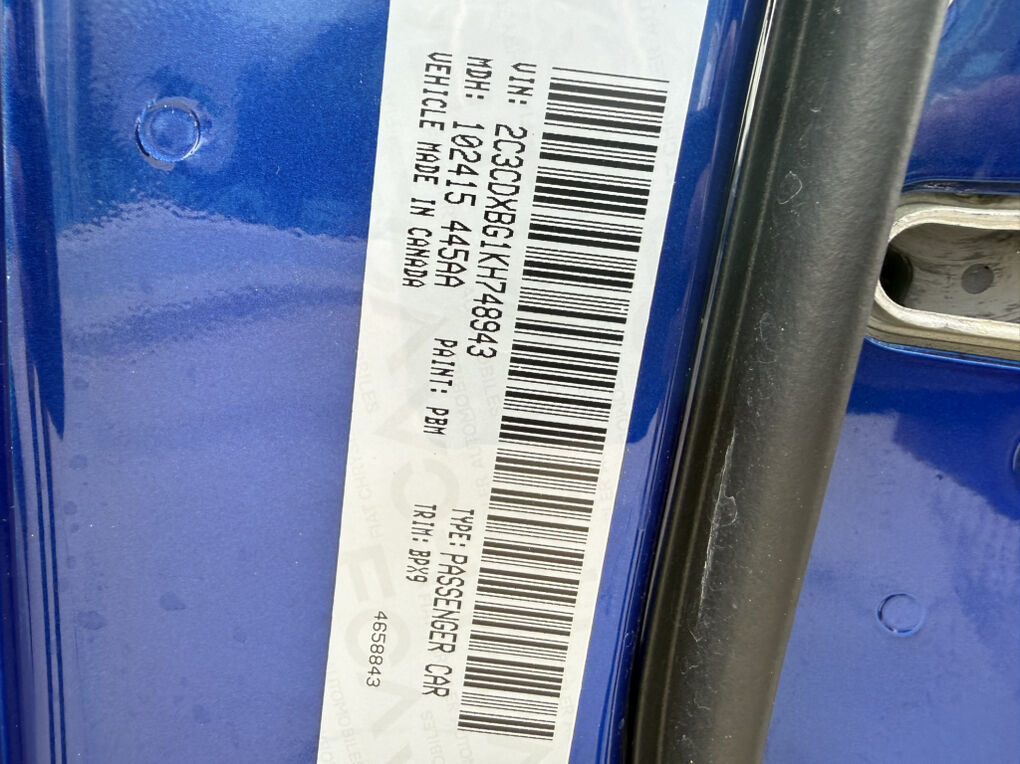 VIN: 2C3CDXBG1KH748943 TYPE: PASSENGER CAR
MDH: 102415 445AA PAINT: PBM TRIM: BPX9
VEHICLE MADE IN CANADA 4658843